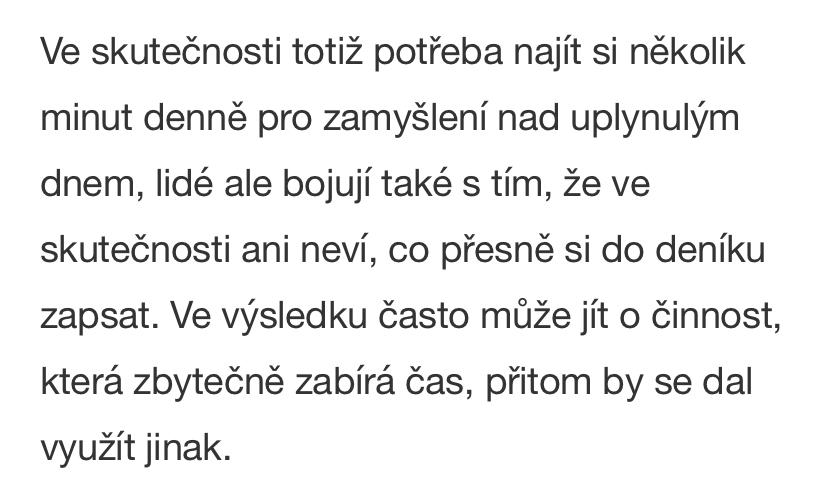 Ve skutečnosti totiž potřeba najít si několik
minut denně pro zamyšlení nad uplynulým
dnem, lidé ale bojují také s tím, že ve
skutečnosti ani neví, co přesně si do deníku
zapsat. Ve výsledku často může jít o činnost,
která zbytečně zabírá čas, přitom by se dal
využít jinak.